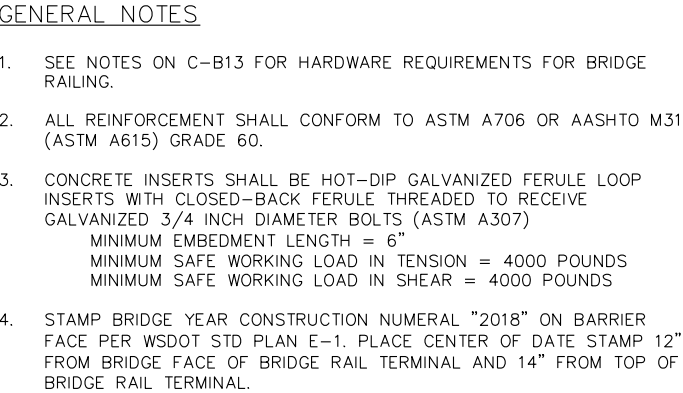 GENERAL NOTES
1. SEE NOTES ON C-B13 FOR HARDWARE REQUIREMENTS FOR BRIDGE
RAILING.
2. ALL REINFORCEMENT SHALL CONFORM TO ASTM A706 OR AASHTO M31
(ASTM A615) GRADE 60.
3. CONCRETE INSERTS SHALL BE HOT-DIP GALVANIZED FERULE LOOP
INSERTS WITH CLOSED-BACK FERULE THREADED TO RECEIVE
GALVANIZED 3/4 INCH DIAMETER BOLTS (ASTM A307)
MINIMUM EMBEDMENT LENGTH = 6"
MINIMUM SAFE WORKING LOAD IN TENSION = 4000 POUNDS
MINIMUM SAFE WORKING LOAD IN SHEAR = 4000 POUNDS
4. STAMP BRIDGE YEAR CONSTRUCTION NUMERAL "2018" ON BARRIER
FACE PER WSDOT STD PLAN E-1. PLACE CENTER OF DATE STAMP 12"
FROM BRIDGE FACE OF BRIDGE RAIL TERMINAL AND 14" FROM TOP OF
BRIDGE RAIL TERMINAL.